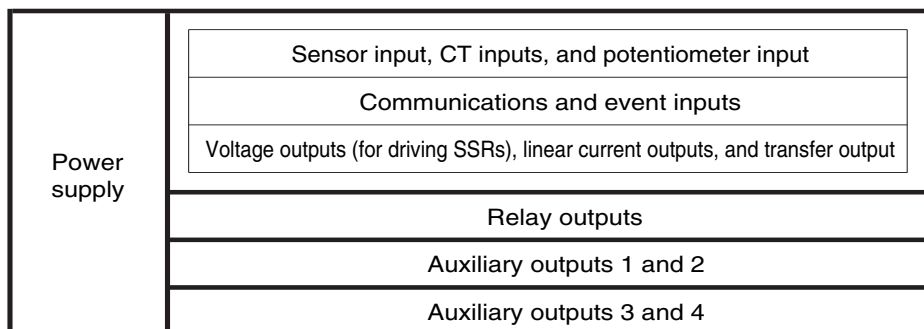 Power
supply
Sensor input, CT inputs, and potentiometer input
Communications and event inputs
Voltage outputs (for driving SSRs), linear current outputs, and transfer output
Relay outputs
Auxiliary outputs 1 and 2
Auxiliary outputs 3 and 4